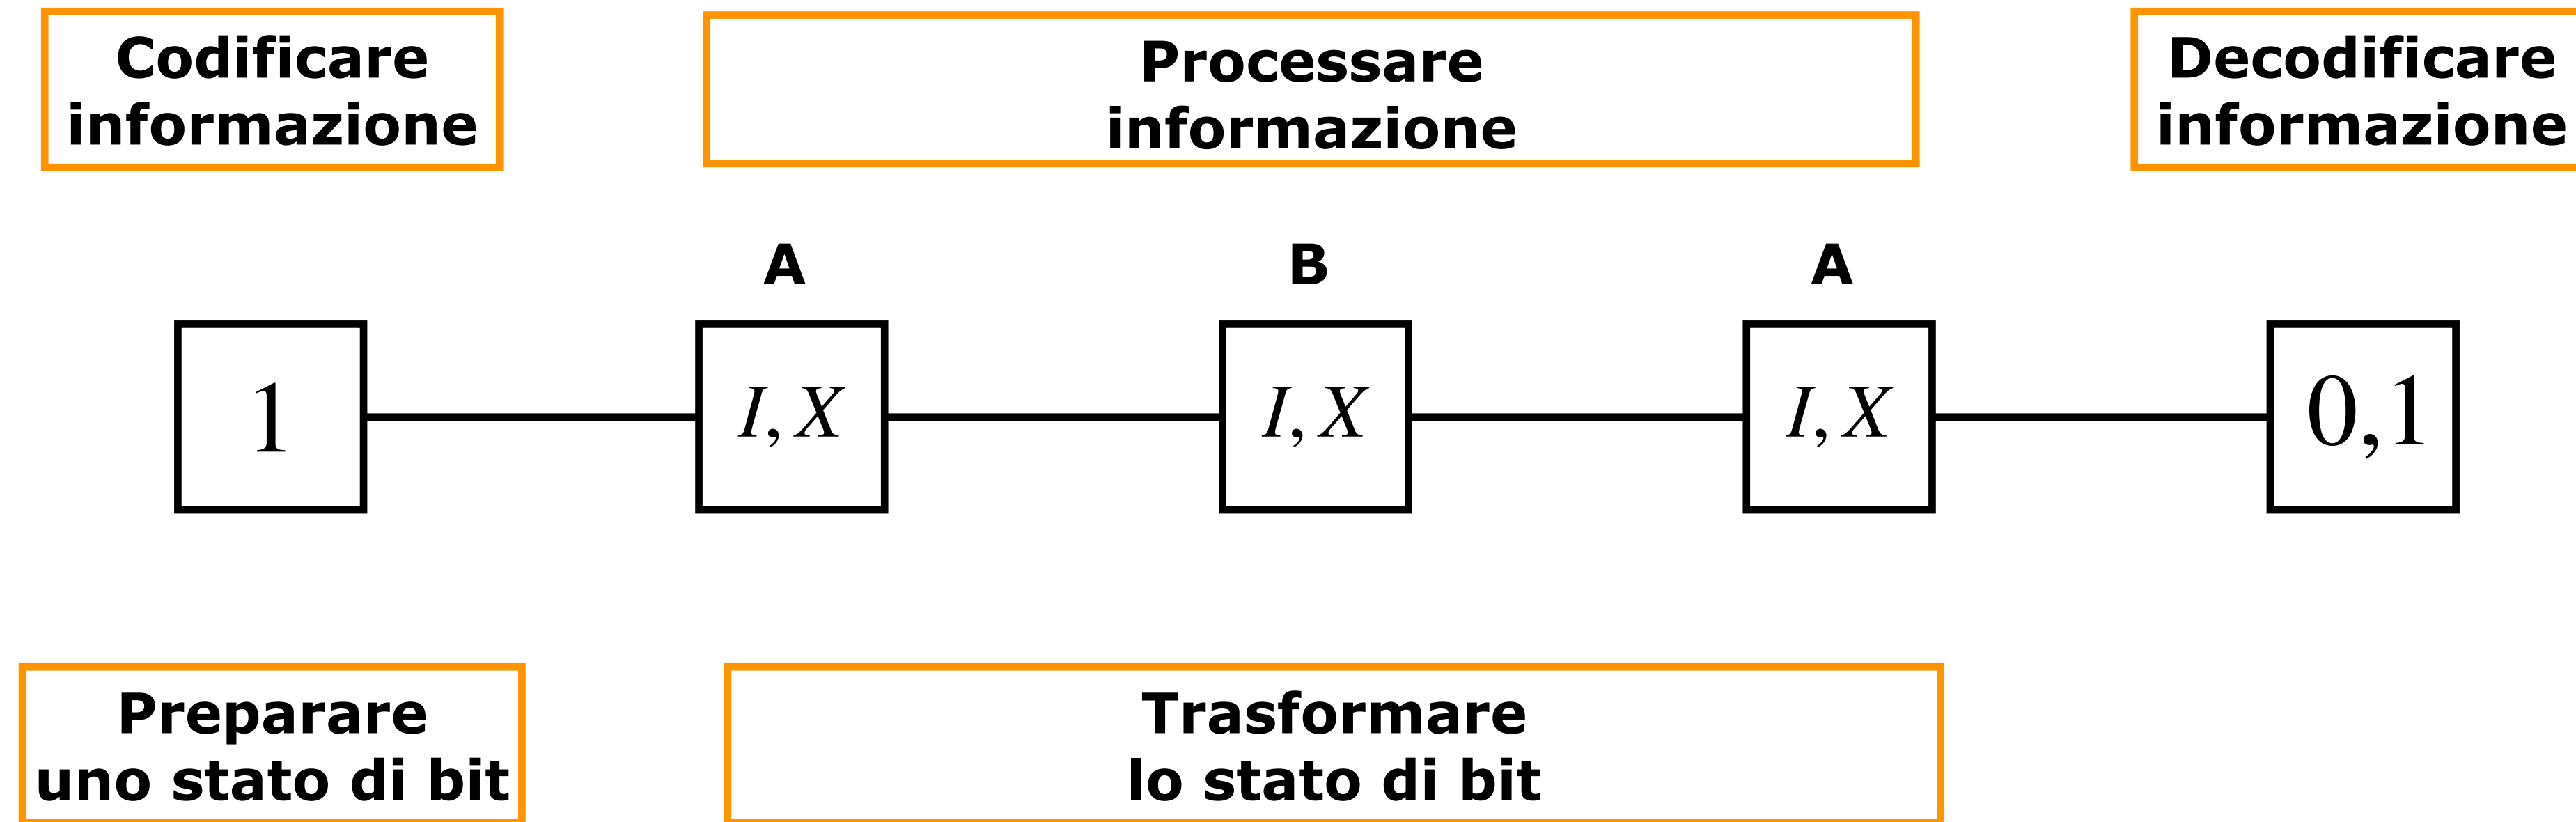 Codificare
informazione
Processare
informazione
Decodificare
informazione
A
B
A
1
I, X
I, X
I, X
0,1
Preparare
uno stato di bit
Trasformare
lo stato di bit